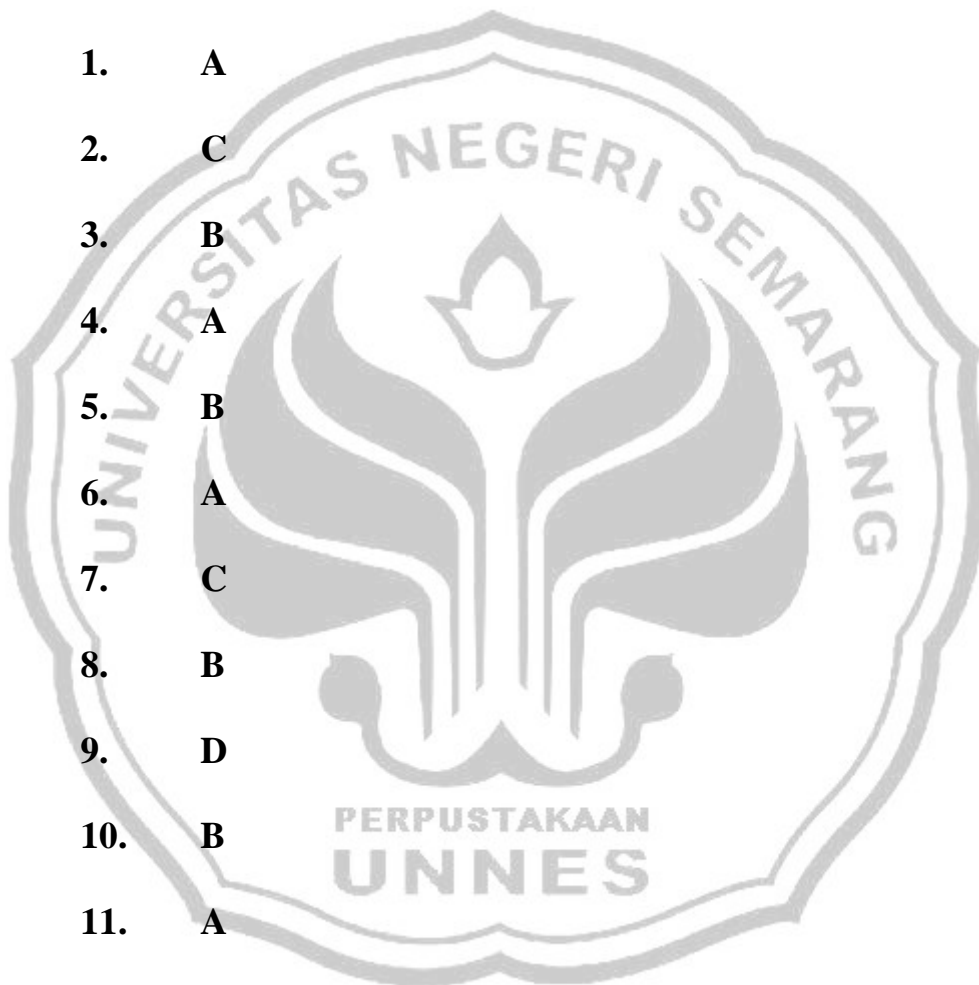 1. A
2. C
3. B
4. A
5. B
6. A
7. C
8. B
9. D
10. B
11. A
UNIVERSITAS NEGERI SEMARANG
PERPUSTAKAAN
UNNES